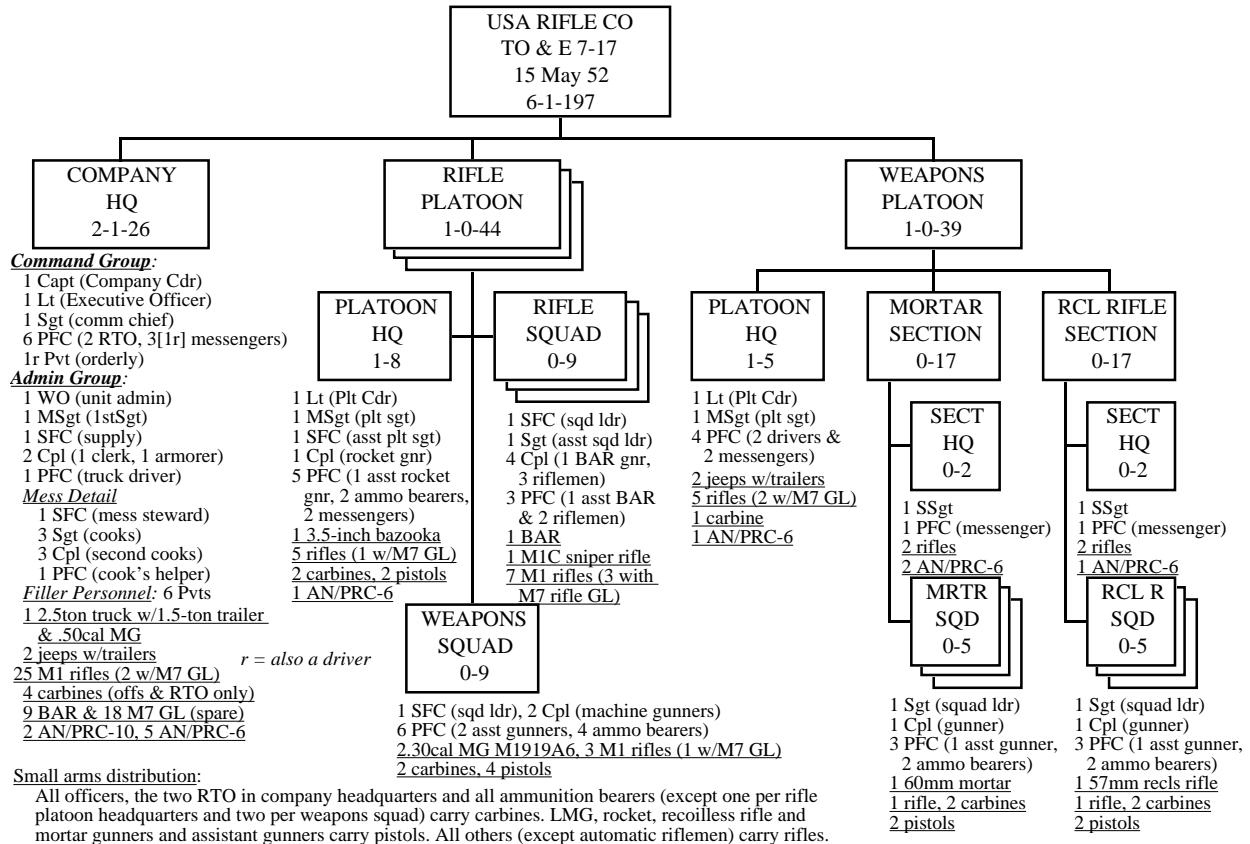 USA RIFLE CO
TO & E 7-17
15 May 52
6-1-197
COMPANY
HQ
2-1-26
RIFLE
PLATOON
1-0-44
WEAPONS
PLATOON
1-0-39
Command Group:
1 Capt (Company Cdr)
1 Lt (Executive Officer)
1 Sgt (comm chief)
6 PFC (2 RTO, 3[1r] messengers)
1r Pvt (orderly)
Admin Group:
1 WO (unit admin)
1 MSgt (1stSgt)
1 SFC (supply)
2 Cpl (1 clerk, 1 armorer)
1 PFC (truck driver)
Mess Detail
1 SFC (mess steward)
3 Sgt (cooks)
3 Cpl (second cooks)
1 PFC (cook's helper)
Filler Personnel: 6 Pvts
1 2.5ton truck w/1.5-ton trailer
& .50cal MG
2 jeeps w/trailers
25 M1 rifles (2 w/M7 GL)
4 carbines (offs & RTO only)
9 BAR & 18 M7 GL (spare)
2 AN/PRC-10, 5 AN/PRC-6
r = also a driver
PLATOON
HQ
1-8
1 Lt (Plt Cdr)
1 MSgt (plt sgt)
1 SFC (asst plt sgt)
1 Cpl (rocket gnr)
5 PFC (1 asst rocket
gnr, 2 ammo bearers,
2 messengers)
1 3.5-inch bazooka
5 rifles (1 w/M7 GL)
2 carbines, 2 pistols
1 AN/PRC-6
RIFLE
SQUAD
0-9
1 SFC (sqd ldr)
1 Sgt (asst sqd ldr)
4 Cpl (1 BAR gnr,
3 riflemen)
3 PFC (1 asst BAR
& 2 riflemen)
1 BAR
1 M1C sniper rifle
7 M1 rifles (3 with
M7 rifle GL)
WEAPONS
SQUAD
0-9
1 SFC (sqd ldr), 2 Cpl (machine gunners)
6 PFC (2 asst gunners, 4 ammo bearers)
2.30cal MG M1919A6, 3 M1 rifles (1 w/M7 GL)
2 carbines, 4 pistols
PLATOON
HQ
1-5
1 Lt (Plt Cdr)
1 MSgt (plt sgt)
4 PFC (2 drivers &
2 messengers)
2 jeeps w/trailers
5 rifles (2 w/M7 GL)
1 carbine
1 AN/PRC-6
MORTAR
SECTION
0-17
SECT
HQ
0-2
1 SSgt
1 PFC (messenger)
2 rifles
2 AN/PRC-6
MRTR
SQD
0-5
1 Sgt (squad ldr)
1 Cpl (gunner)
3 PFC (1 asst gunner,
2 ammo bearers)
1 60mm mortar
1 rifle, 2 carbines
2 pistols
RCL RIFLE
SECTION
0-17
SECT
HQ
0-2
1 SSgt
1 PFC (messenger)
2 rifles
1 AN/PRC-6
RCL R
SQD
0-5
1 Sgt (squad ldr)
1 Cpl (gunner)
3 PFC (1 asst gunner,
2 ammo bearers)
1 57mm recls rifle
1 rifle, 2 carbines
2 pistols
Small arms distribution:
All officers, the two RTO in company headquarters and all ammunition bearers (except one per rifle
platoon headquarters and two per weapons squad) carry carbines. LMG, rocket, recoilless rifle and
mortar gunners and assistant gunners carry pistols. All others (except automatic riflemen) carry rifles.